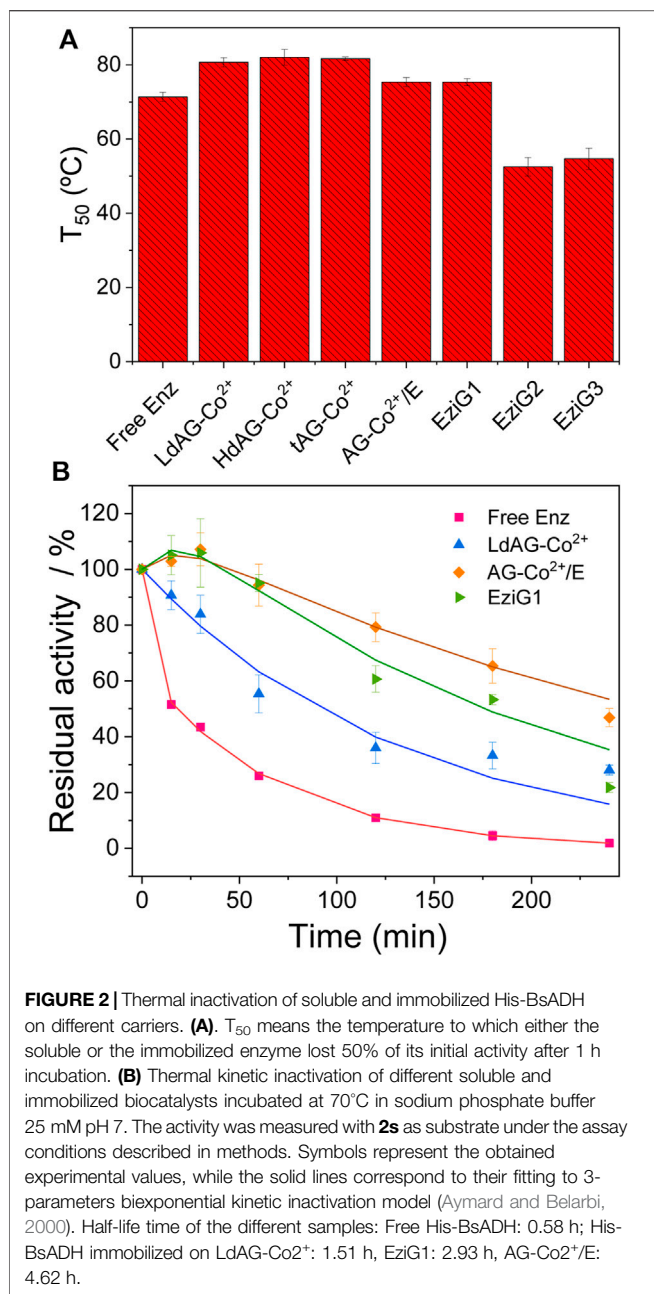 A
T₅₀ (ºC)
80
60
40
20
0
Free Enz
LdAG-Co²⁺
HdAG-Co²⁺
tAG-Co²⁺
AG-Co²⁺/E
EziG1
EziG2
EziG3
B
Residual activity / %
120
100
80
60
40
20
0
Free Enz
LdAG-Co²⁺
AG-Co²⁺/E
EziG1
0 50 100 150 200
Time (min)
FIGURE 2 | Thermal inactivation of soluble and immobilized His-BsADH
on different carriers. (A). T₅₀ means the temperature to which either the
soluble or the immobilized enzyme lost 50% of its initial activity after 1 h
incubation. (B) Thermal kinetic inactivation of different soluble and
immobilized biocatalysts incubated at 70°C in sodium phosphate buffer
25 mM pH 7. The activity was measured with 2s as substrate under the assay
conditions described in methods. Symbols represent the obtained
experimental values, while the solid lines correspond to their fitting to 3-
parameters biexponential kinetic inactivation model (Aymard and Belarbi,
2000). Half-life time of the different samples: Free His-BsADH: 0.58 h; His-
BsADH immobilized on LdAG-Co2⁺: 1.51 h, EziG1: 2.93 h, AG-Co2⁺/E:
4.62 h.